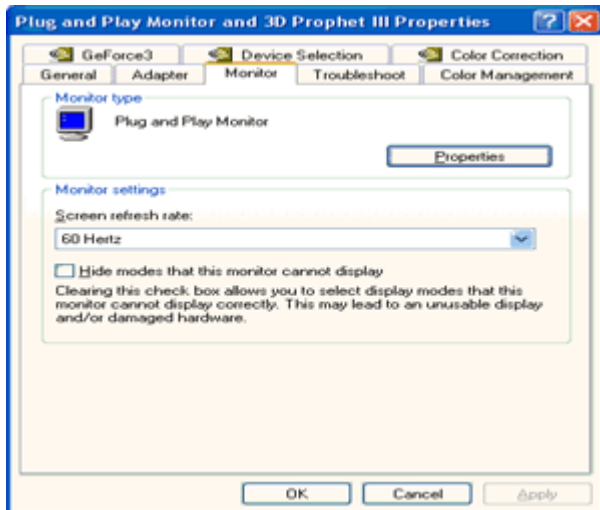 Plug and Play Monitor and 3D Prophet III Properties
GeForce3 Device Selection Color Correction
General Adapter Monitor Troubleshoot Color Management
Monitor type
Plug and Play Monitor
Properties
Monitor settings
Screen refresh rate:
60 Hertz
Hide modes that this monitor cannot display
Clearing this check box allows you to select display modes that this
monitor cannot display correctly. This may lead to an unusable display
and/or damaged hardware.
OK Cancel Apply